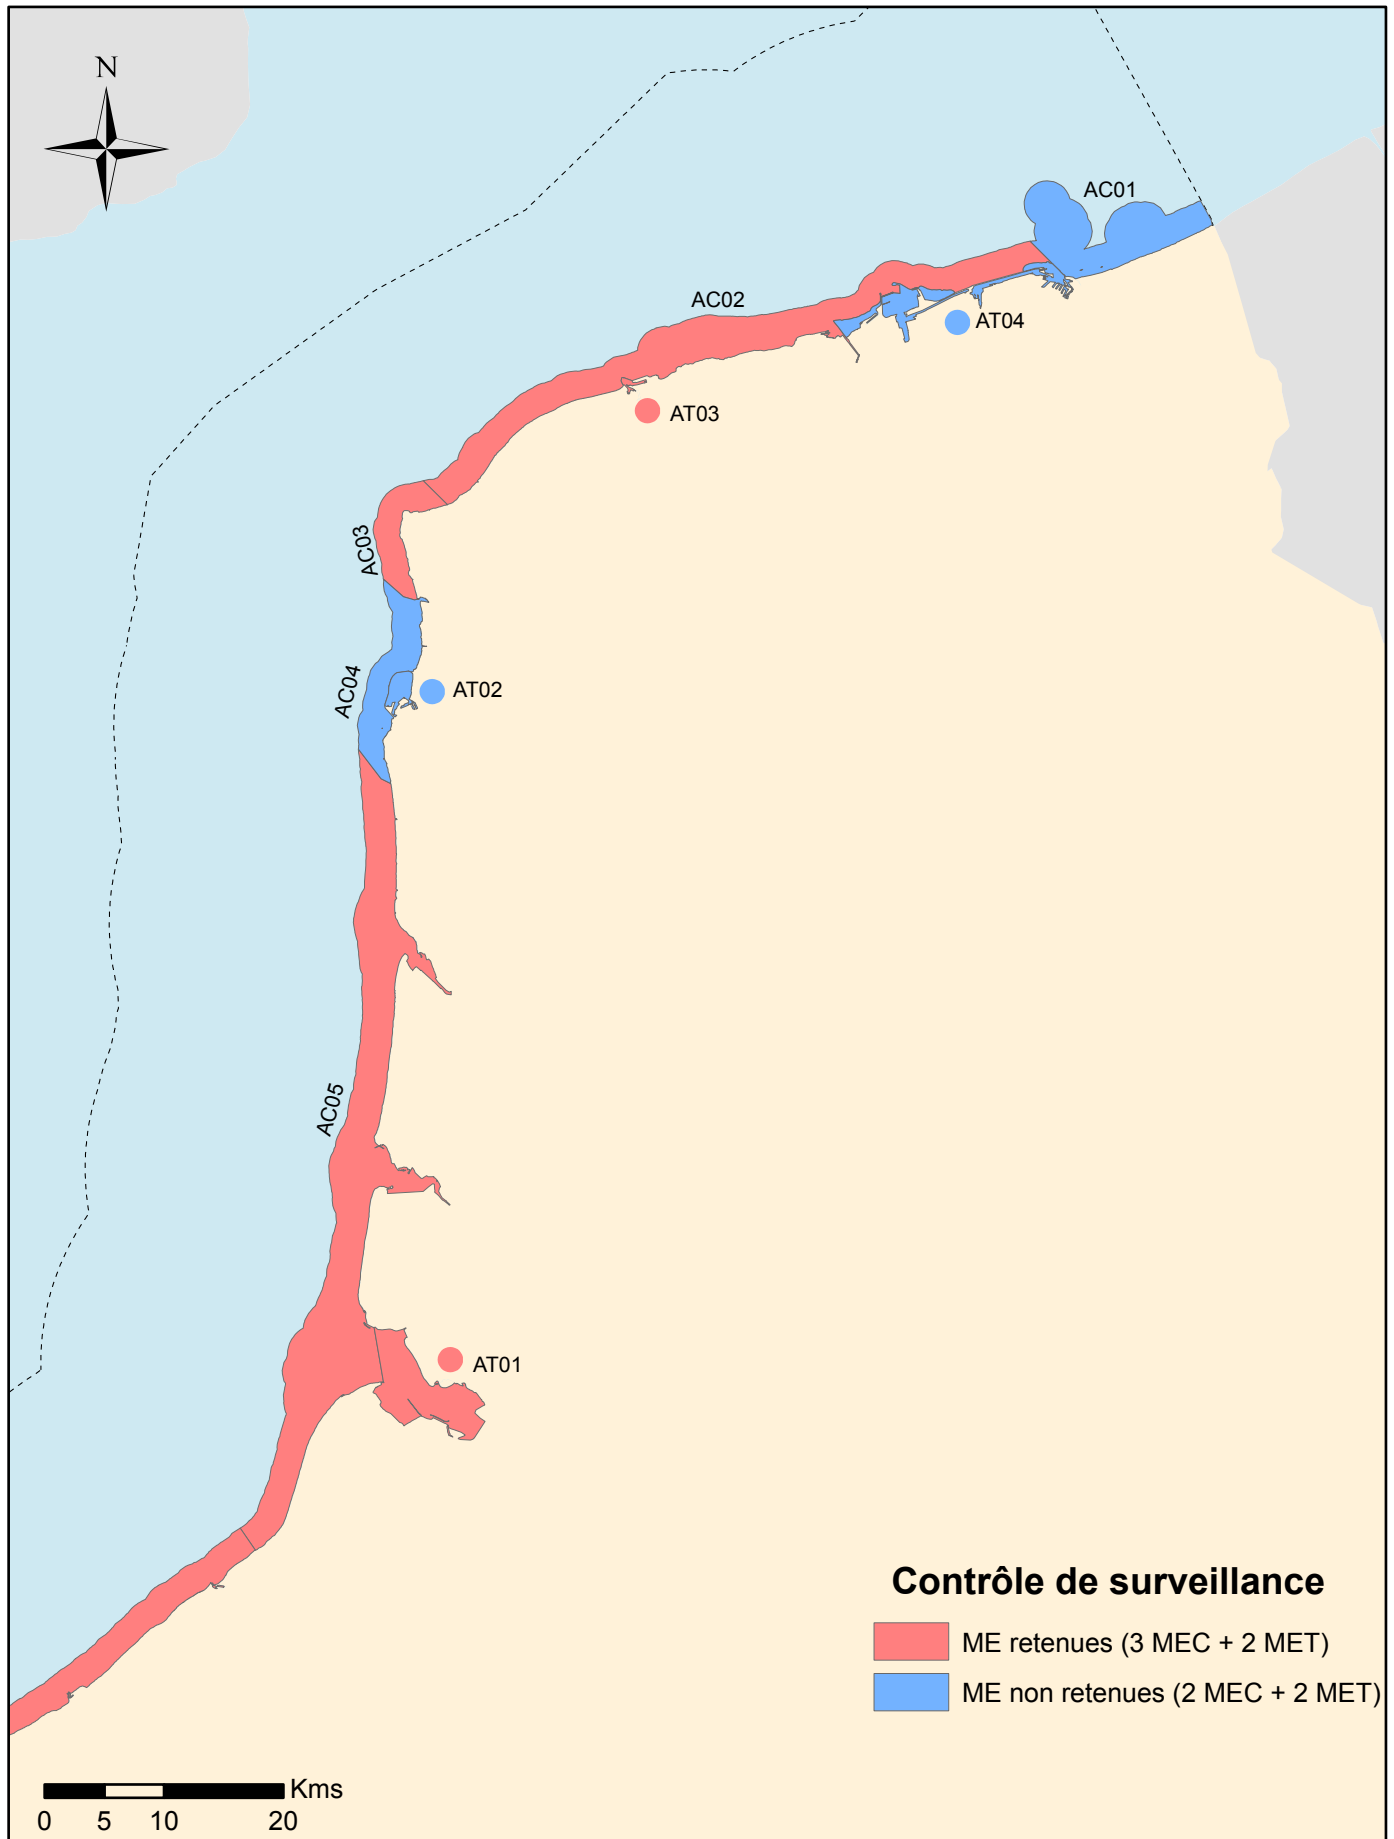 N
AC01
AC02
AT04
AT03
AC03
AC04
AT02
AC05
AT01
Contrôle de surveillance
ME retenues (3 MEC + 2 MET)
ME non retenues (2 MEC + 2 MET)
Kms
0 5 10 20